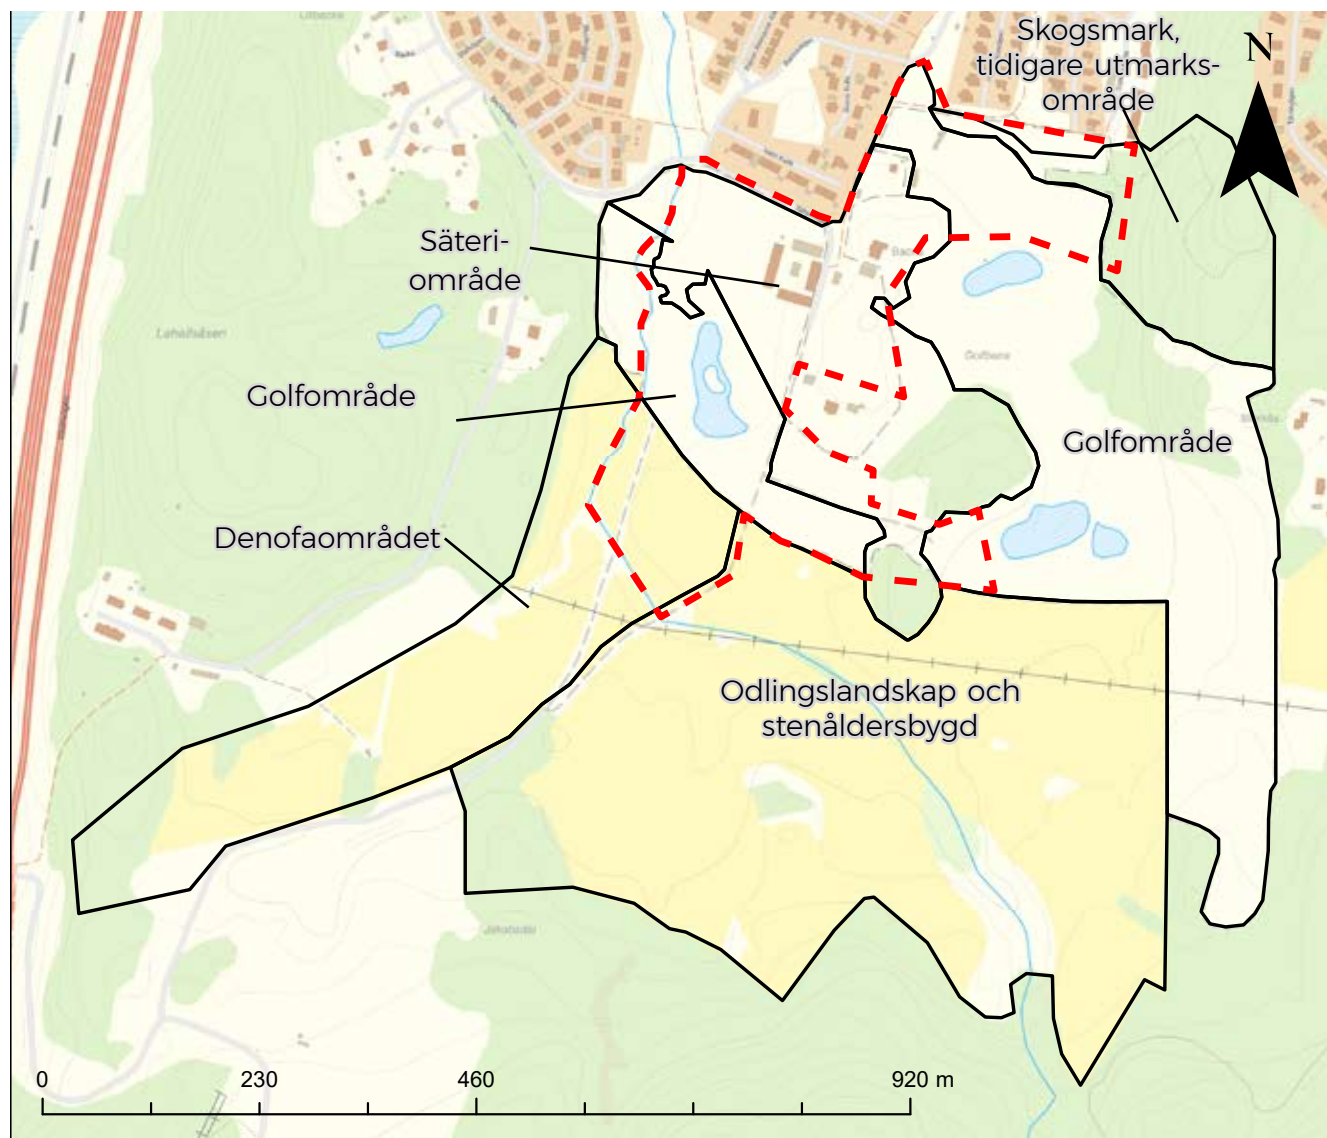 Skogsmark,
tidigare utmarks-
område
N
Säteri-
område
Golfområde
Golfområde
Denofaområdet
Odlingslandskap och
stenåldersbygd
0 230 460 920 m